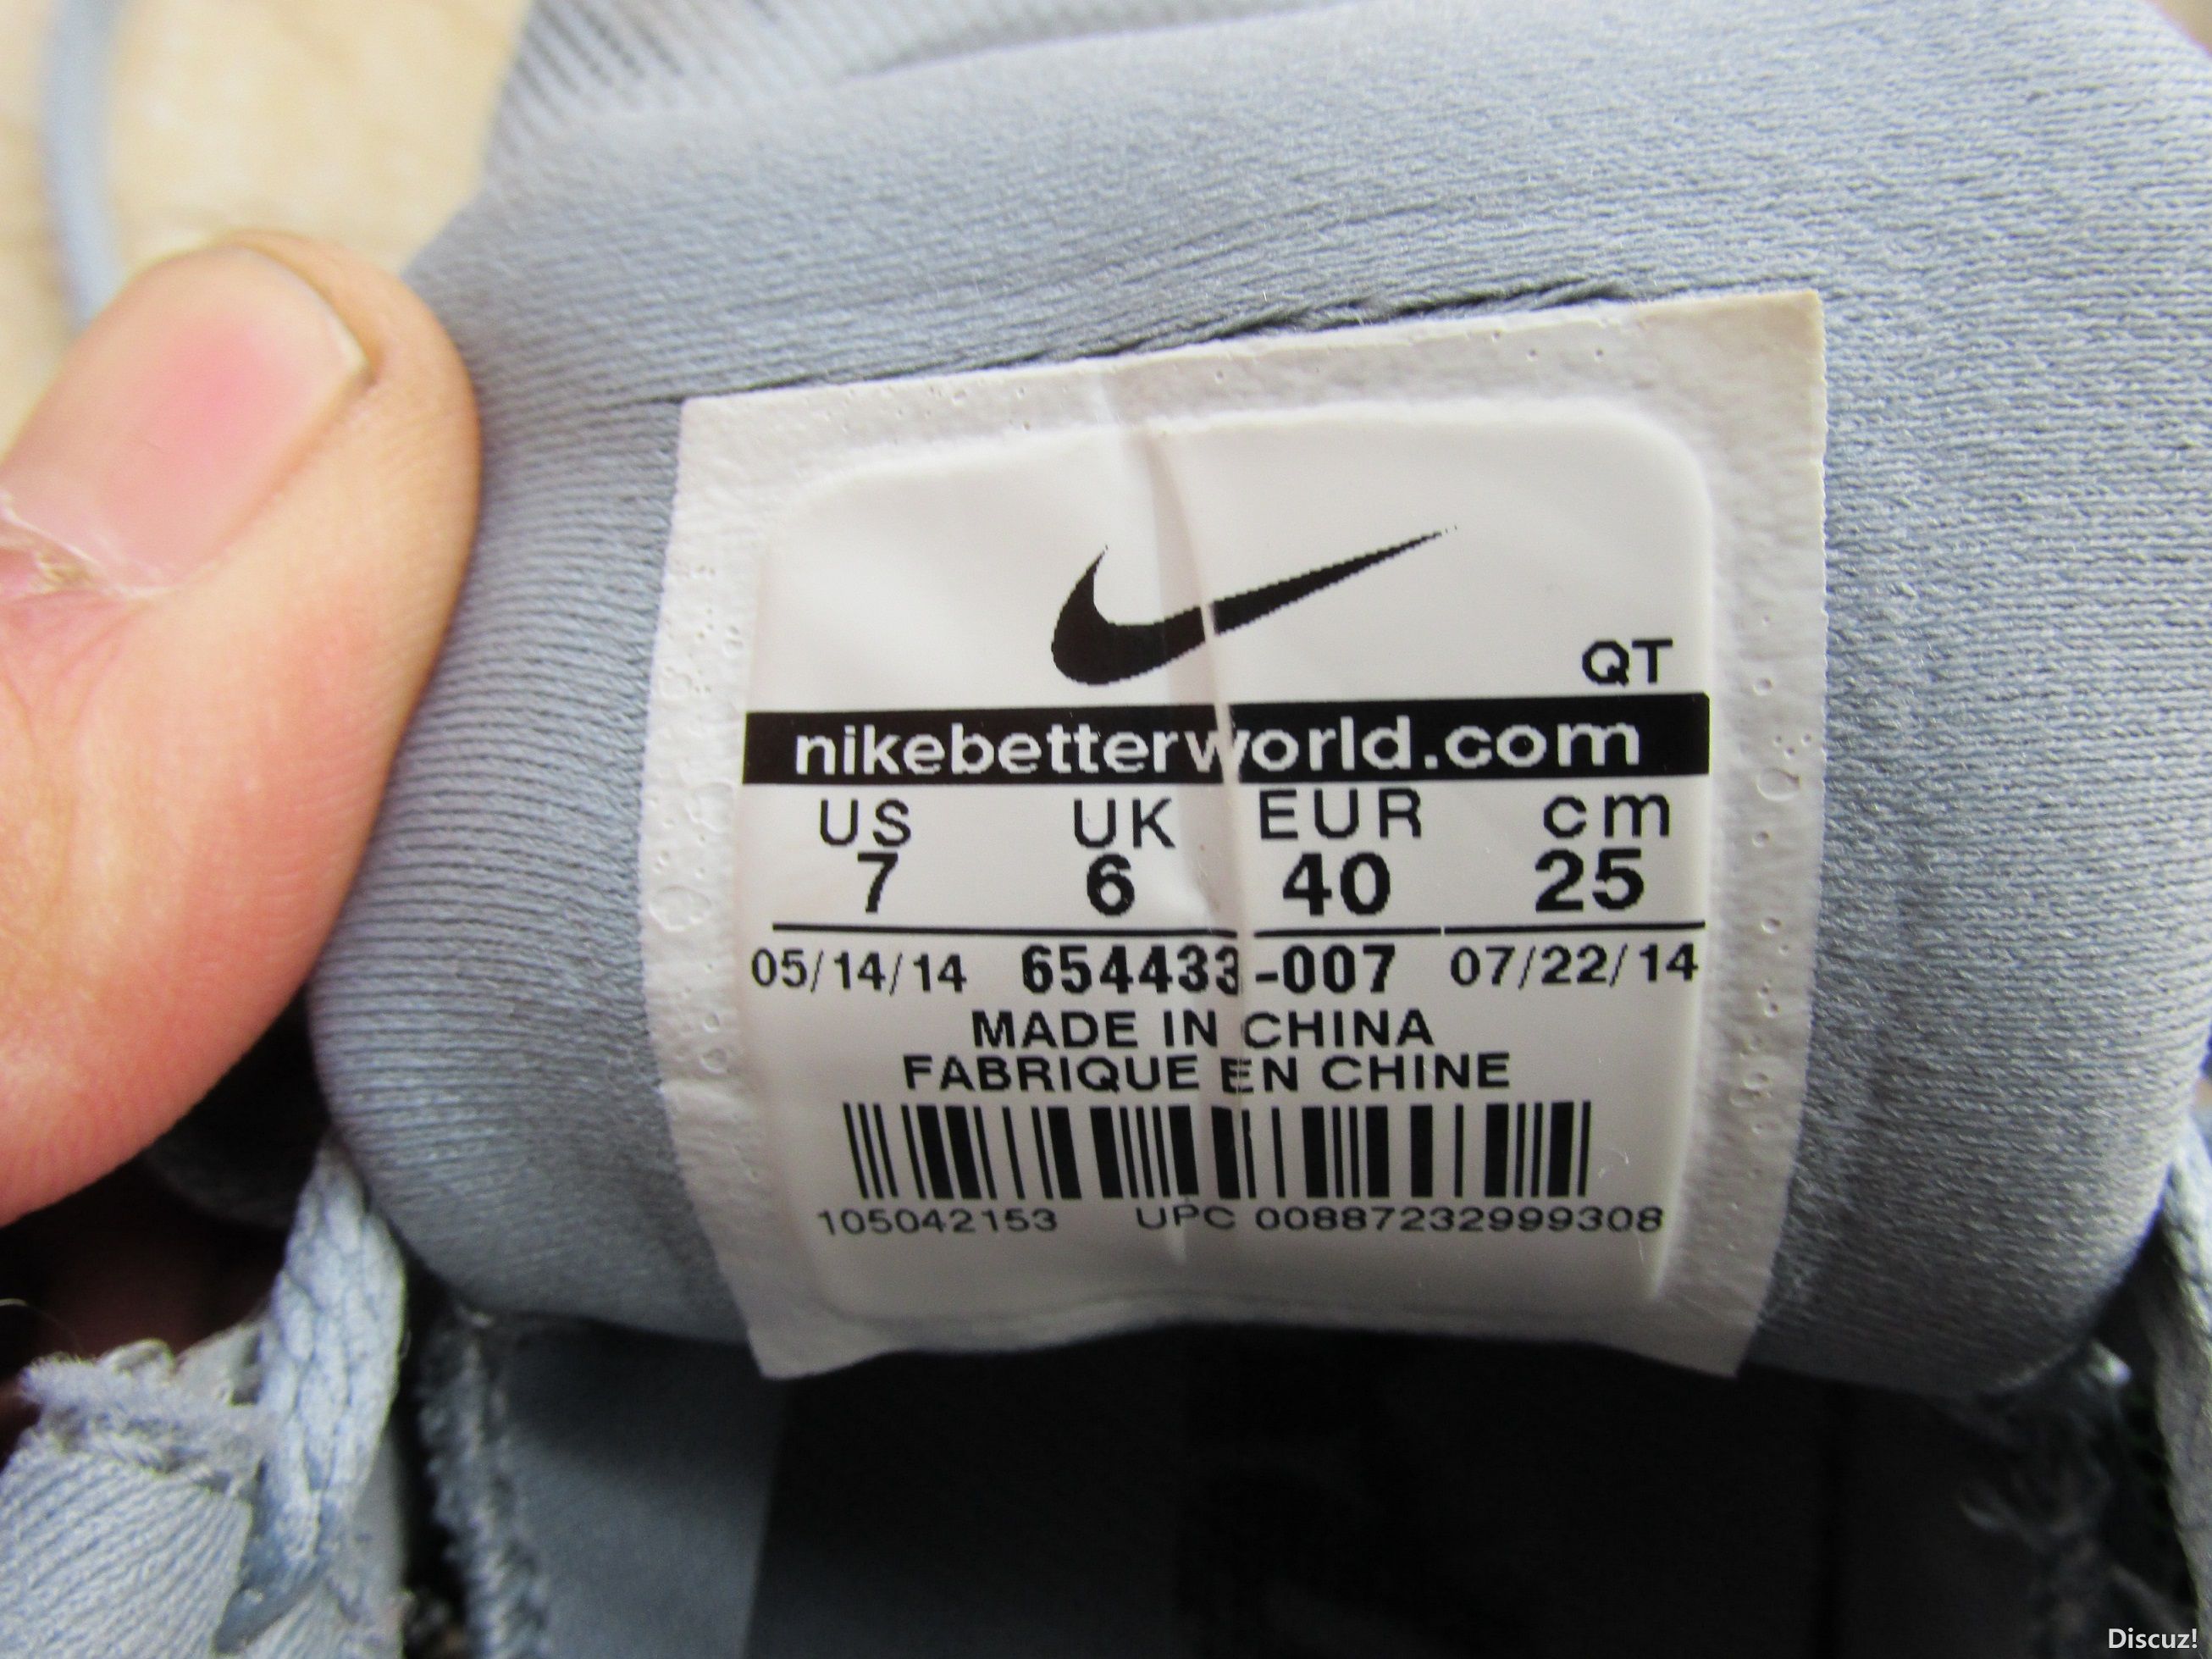 QT
nikebetterworld.com
US UK EUR cm
7 6 40 25
05/14/14 654433-007 07/22/14
MADE IN CHINA
FABRIQUE EN CHINE
105042153 UPC 00887232999308
Discuz!